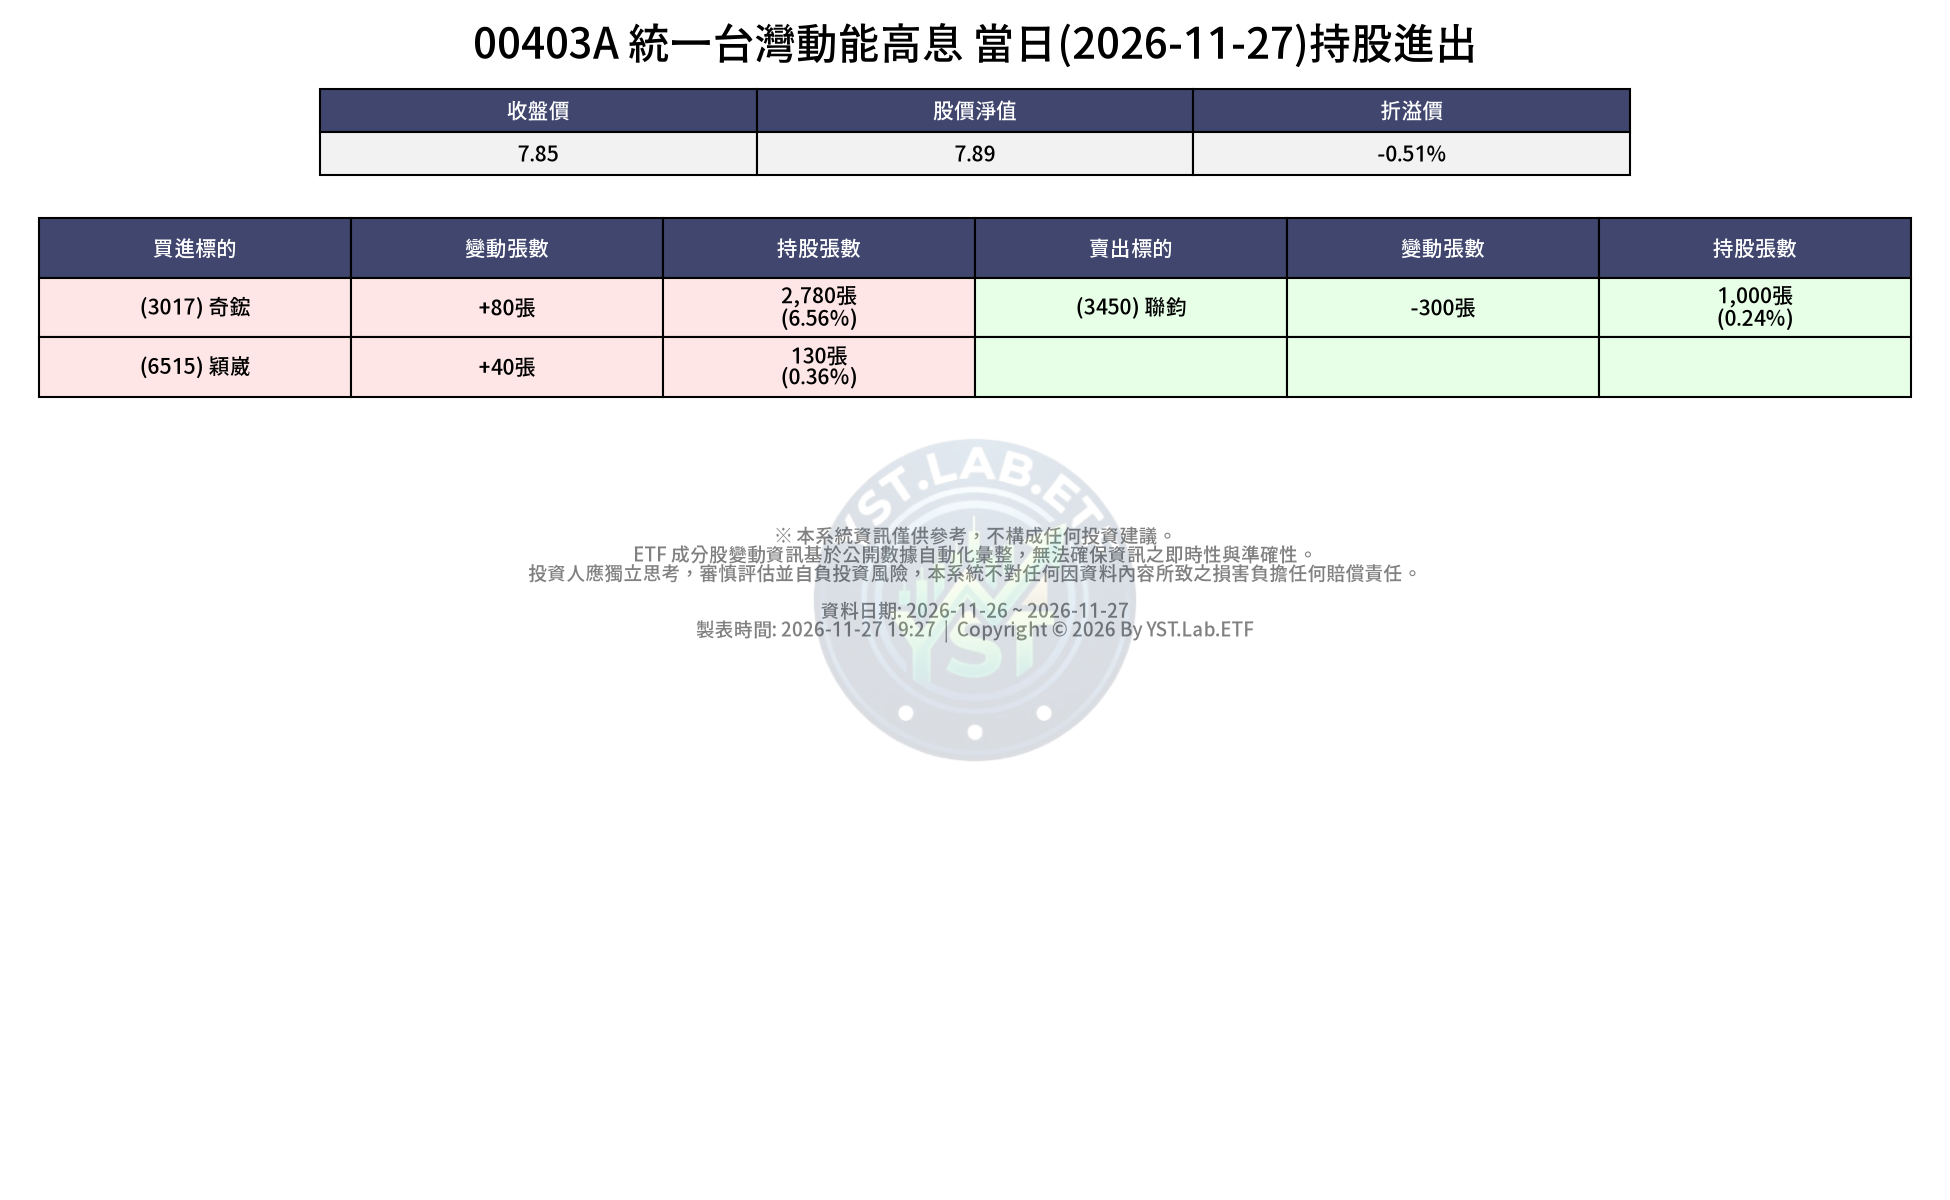 00403A 統一台灣動能高息 當日(2026-11-27)持股進出
收盤價 股價淨值 折溢價
7.85 7.89 -0.51%
買進標的 變動張數 持股張數 賣出標的 變動張數 持股張數
(3017) 奇鋐 +80張 2,780張 (6.56%) (3450) 聯鈞 -300張 1,000張 (0.24%)
(6515) 穎崴 +40張 130張 (0.36%)
YST.LAB.ET
※ 本系統資訊僅供參考，不構成任何投資建議。
ETF 成分股變動資訊基於公開數據自動化彙整，無法確保資訊之即時性與準確性。
投資人應獨立思考，審慎評估並自負投資風險，本系統不對任何因資料內容所致之損害負擔任何賠償責任。
資料日期: 2026-11-26 ~ 2026-11-27
製表時間: 2026-11-27 19:27 | Copyright © 2026 By YST.Lab.ETF
YST